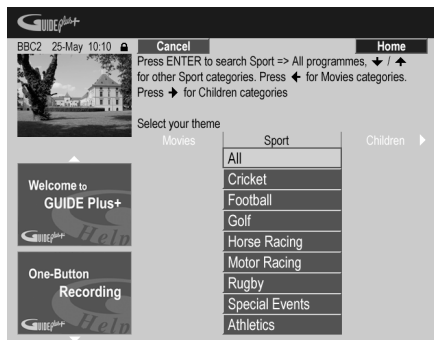 GUIDE plus+
BBC2 25-May 10:10 Cancel Home
Press ENTER to search Sport => All programmes, ↓ / ↑
for other Sport categories. Press ← for Movies categories.
Press → for Children categories
Select your theme
Movies Sport Children
All
Cricket
Football
Golf
Horse Racing
Motor Racing
Rugby
Special Events
Athletics
Welcome to
GUIDE Plus+
GUIDE plus+ Help
One-Button
Recording
GUIDE plus+ Help